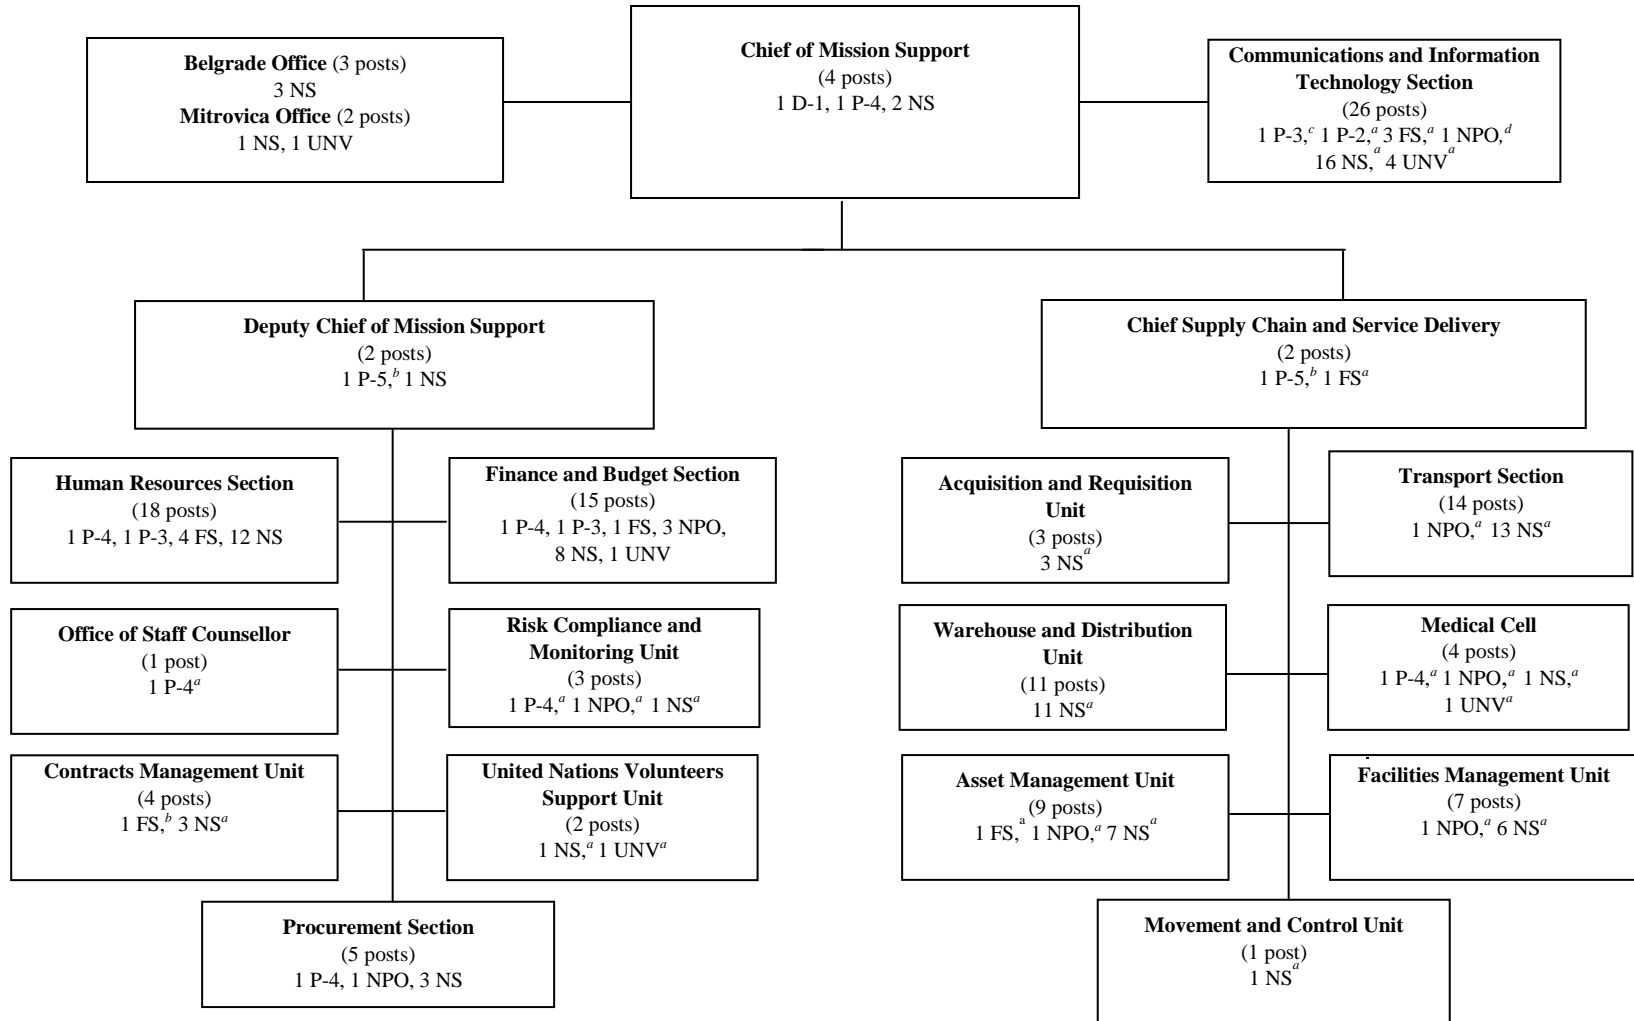 Belgrade Office (3 posts)
3 NS
Mitrovica Office (2 posts)
1 NS, 1 UNV
Chief of Mission Support
(4 posts)
1 D-1, 1 P-4, 2 NS
Communications and Information
Technology Section
(26 posts)
1 P-3,c 1 P-2,a 3 FS,a 1 NPO,d
16 NS,a 4 UNVa
Deputy Chief of Mission Support
(2 posts)
1 P-5,b 1 NS
Chief Supply Chain and Service Delivery
(2 posts)
1 P-5,b 1 FSa
Human Resources Section
(18 posts)
1 P-4, 1 P-3, 4 FS, 12 NS
Finance and Budget Section
(15 posts)
1 P-4, 1 P-3, 1 FS, 3 NPO,
8 NS, 1 UNV
Acquisition and Requisition
Unit
(3 posts)
3 NSa
Transport Section
(14 posts)
1 NPO,a 13 NSa
Office of Staff Counsellor
(1 post)
1 P-4a
Risk Compliance and
Monitoring Unit
(3 posts)
1 P-4,a 1 NPO,a 1 NSa
Warehouse and Distribution
Unit
(11 posts)
11 NSa
Medical Cell
(4 posts)
1 P-4,a 1 NPO,a 1 NS,a
1 UNVa
Contracts Management Unit
(4 posts)
1 FS,b 3 NSa
United Nations Volunteers
Support Unit
(2 posts)
1 NS,a 1 UNVa
Asset Management Unit
(9 posts)
1 FS,a 1 NPO,a 7 NSa
Facilities Management Unit
(7 posts)
1 NPO,a 6 NSa
Procurement Section
(5 posts)
1 P-4, 1 NPO, 3 NS
Movement and Control Unit
(1 post)
1 NSa